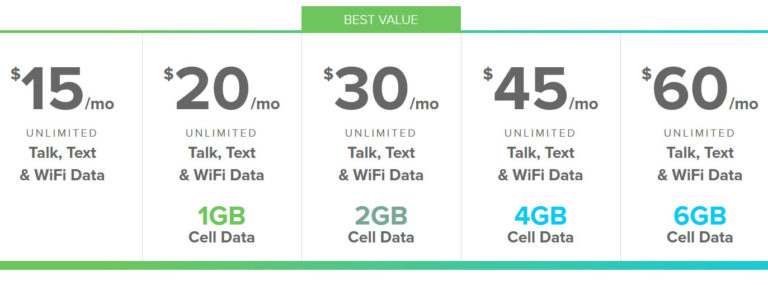 BEST VALUE
$15/mo
UNLIMITED
Talk, Text
& WiFi Data
$20/mo
UNLIMITED
Talk, Text
& WiFi Data
1GB
Cell Data
$30/mo
UNLIMITED
Talk, Text
& WiFi Data
2GB
Cell Data
$45/mo
UNLIMITED
Talk, Text
& WiFi Data
4GB
Cell Data
$60/mo
UNLIMITED
Talk, Text
& WiFi Data
6GB
Cell Data